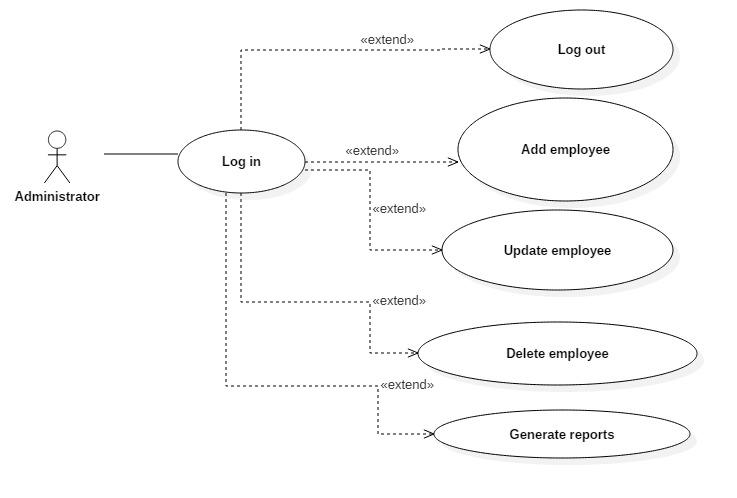 «extend»
Log out
«extend»
Add employee
Log in
Administrator
«extend»
Update employee
«extend»
Delete employee
«extend»
Generate reports